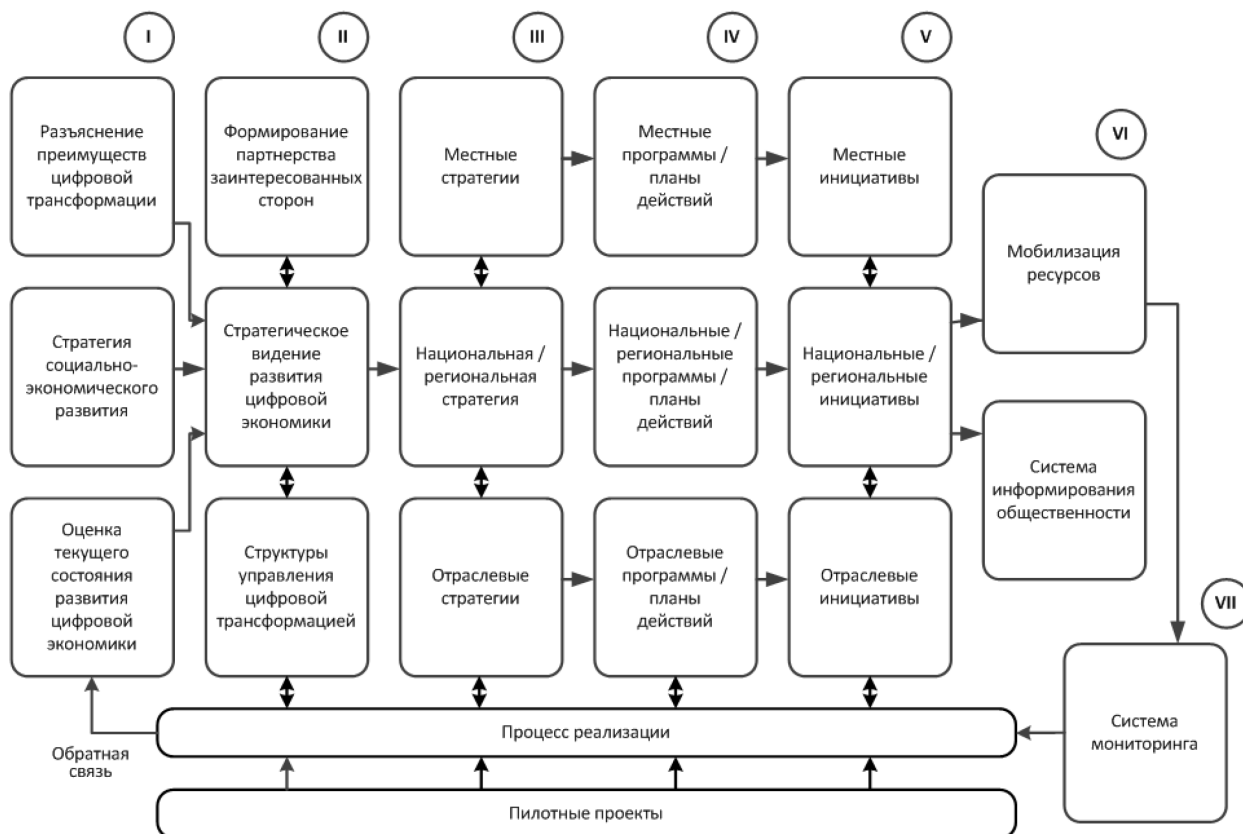 I
II
III
IV
V
VI
VII
Разъяснение
преимуществ
цифровой
трансформации
Формирование
партнерства
заинтересованных
сторон
Местные
стратегии
Местные
программы /
планы
действий
Местные
инициативы
Мобилизация
ресурсов
Стратегия
социально-
экономического
развития
Стратегическое
видение
развития
цифровой
экономики
Национальная /
региональная
стратегия
Национальные /
региональные
программы /
планы
действий
Национальные /
региональные
инициативы
Система
информирования
общественности
Оценка
текущего
состояния
развития
цифровой
экономики
Структуры
управления
цифровой
трансформацией
Отраслевые
стратегии
Отраслевые
программы /
планы
действий
Отраслевые
инициативы
Система
мониторинга
Обратная
связь
Процесс реализации
Пилотные проекты